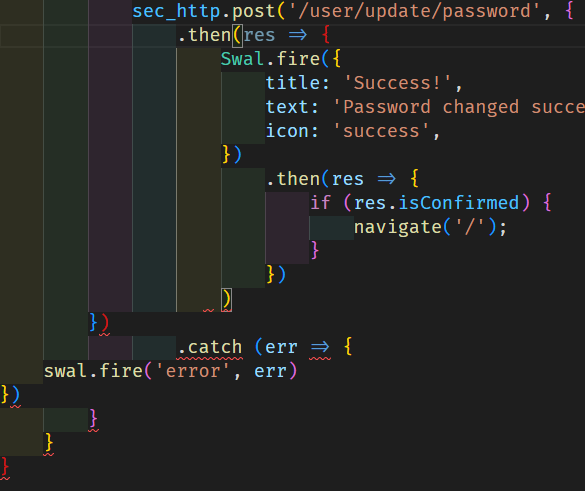 sec_http.post('/user/update/password', {
.then(res => {
Swal.fire({
title: 'Success!',
text: 'Password changed succe
icon: 'success',
})
.then(res => {
if (res.isConfirmed) {
navigate('/');
}
})
)
})
.catch (err => {
swal.fire('error', err)
})
}
}
}